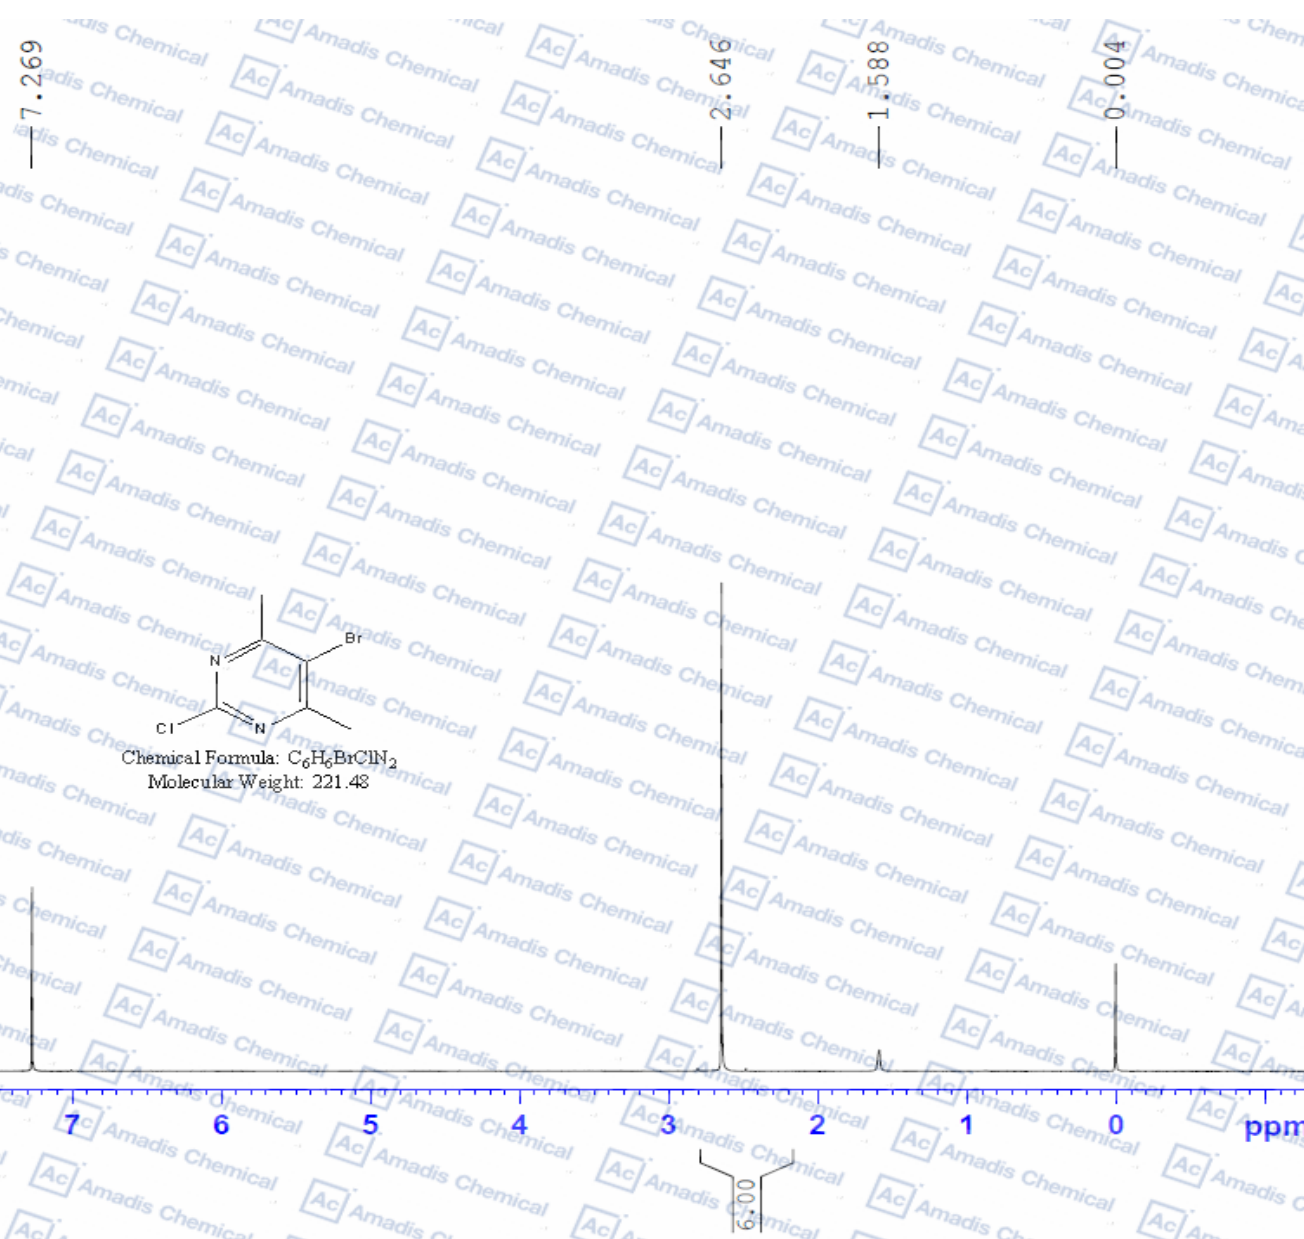 7.269
2.646
1.588
0.004
Br
N
N
Cl
Chemical Formula: C₆H₆BrClN₂
Molecular Weight: 221.48
7 6 5 4 3 2 1 0 ppm
6.00
Ac Amadis Chemical